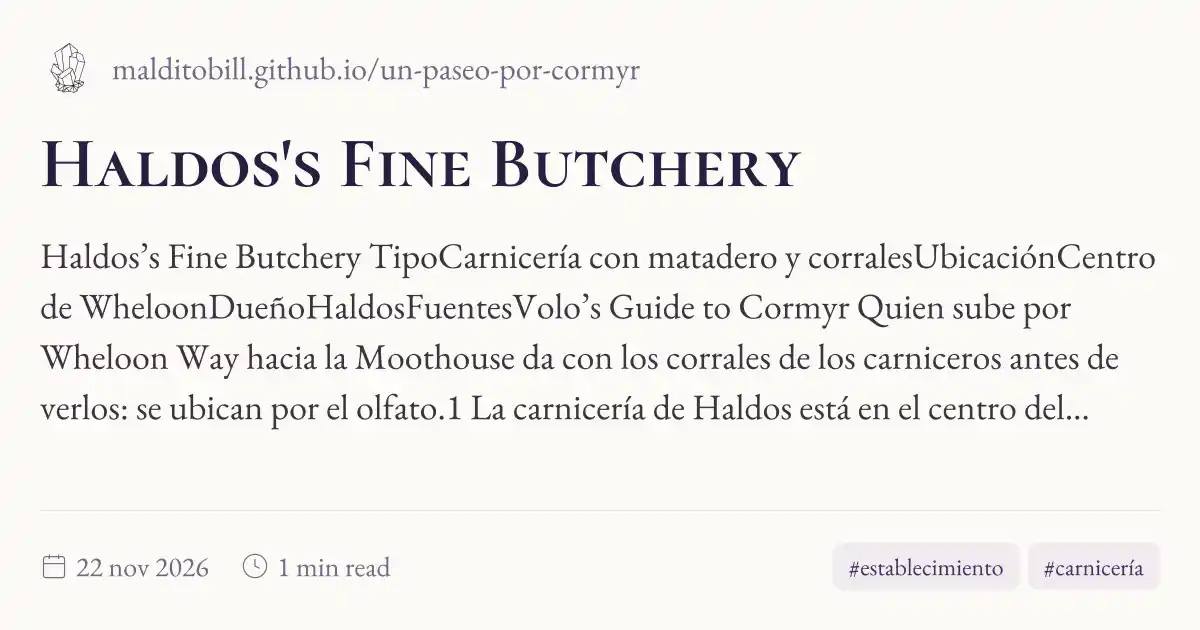 malditobill.github.io/un-paseo-por-cormyr
Haldos's Fine Butchery
Haldos’s Fine Butchery TipoCarnicería con matadero y corralesUbicaciónCentro
de WheloonDueñoHaldosFuentesVolo’s Guide to Cormyr Quien sube por
Wheloon Way hacia la Moothouse da con los corrales de los carniceros antes de
verlos: se ubican por el olfato.1 La carnicería de Haldos está en el centro del...
22 nov 2026
1 min read
#establecimiento
#carnicería